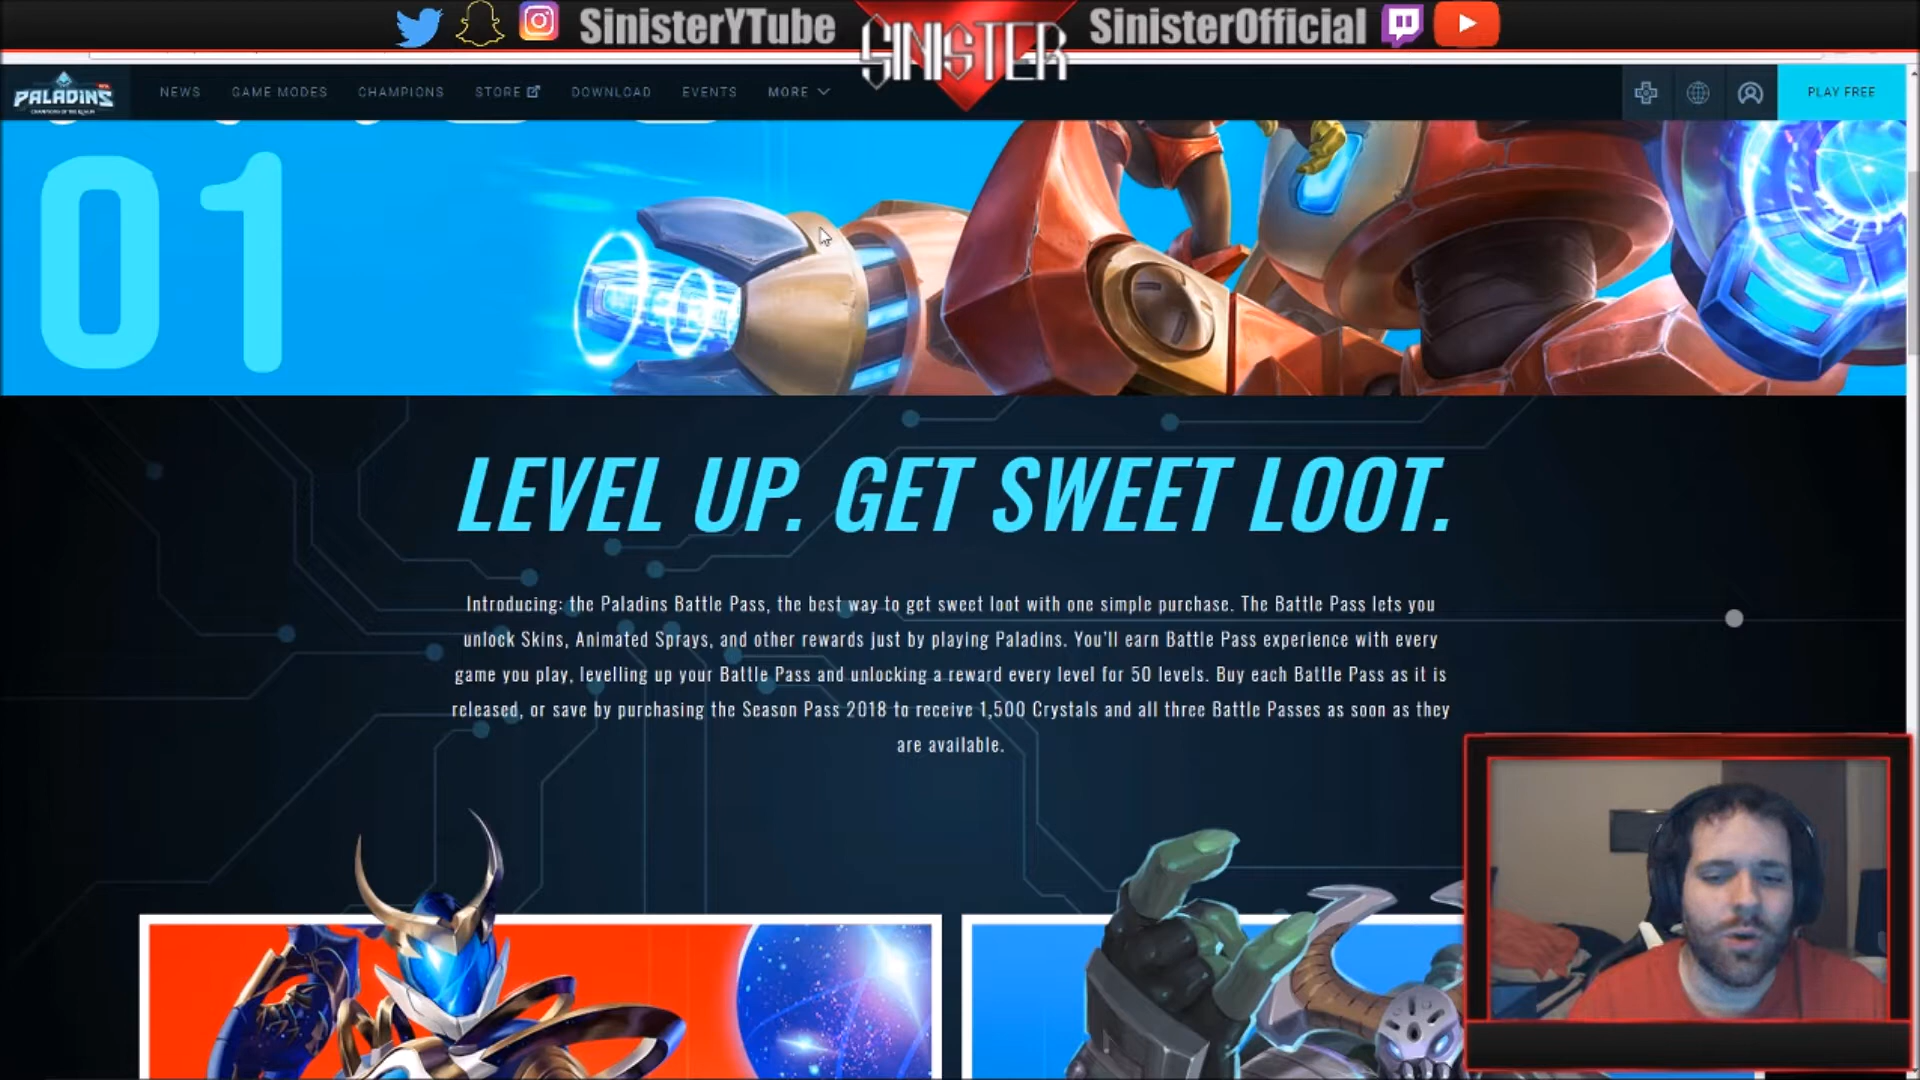 SinisterYTube SINISTER SinisterOfficial
PALADINS NEWS GAME MODES CHAMPIONS STORE DOWNLOAD EVENTS MORE PLAY FREE
CHAMPIONS OF THE REALM
01
LEVEL UP. GET SWEET LOOT.
Introducing: the Paladins Battle Pass, the best way to get sweet loot with one simple purchase. The Battle Pass lets you
unlock Skins, Animated Sprays, and other rewards just by playing Paladins. You'll earn Battle Pass experience with every
game you play, levelling up your Battle Pass and unlocking a reward every level for 50 levels. Buy each Battle Pass as it is
released, or save by purchasing the Season Pass 2018 to receive 1,500 Crystals and all three Battle Passes as soon as they
are available.